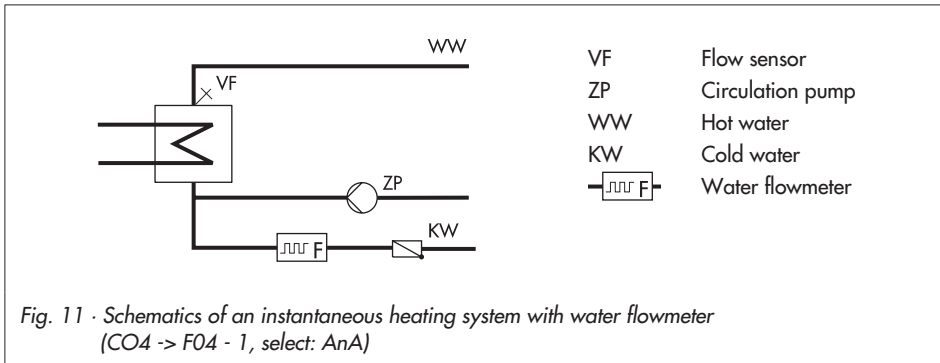 WW
VF
ZP
KW
F
VF Flow sensor
ZP Circulation pump
WW Hot water
KW Cold water
F Water flowmeter
Fig. 11 · Schematics of an instantaneous heating system with water flowmeter
(CO4 -> F04 - 1, select: AnA)